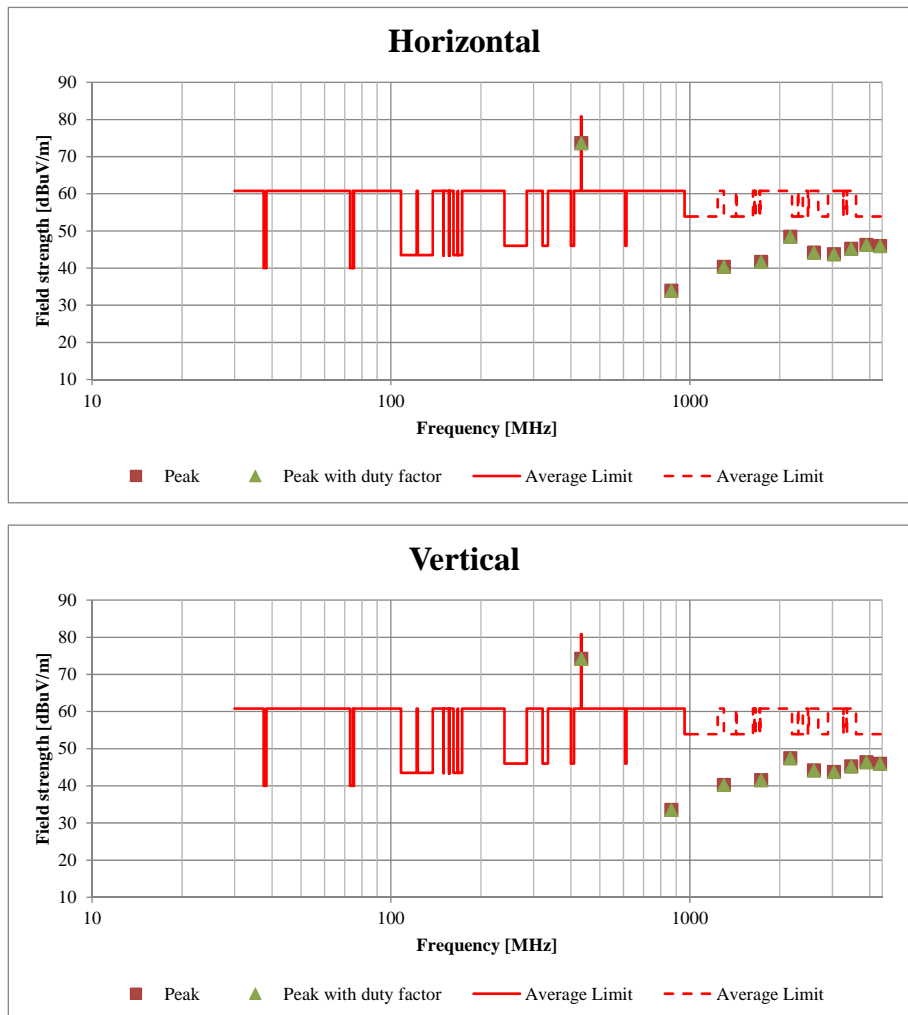 Horizontal
90
80
70
60
50
40
30
20
10
Field strength [dBuV/m]
10 100 1000
Frequency [MHz]
Peak Peak with duty factor Average Limit Average Limit
Vertical
90
80
70
60
50
40
30
20
10
Field strength [dBuV/m]
10 100 1000
Frequency [MHz]
Peak Peak with duty factor Average Limit Average Limit